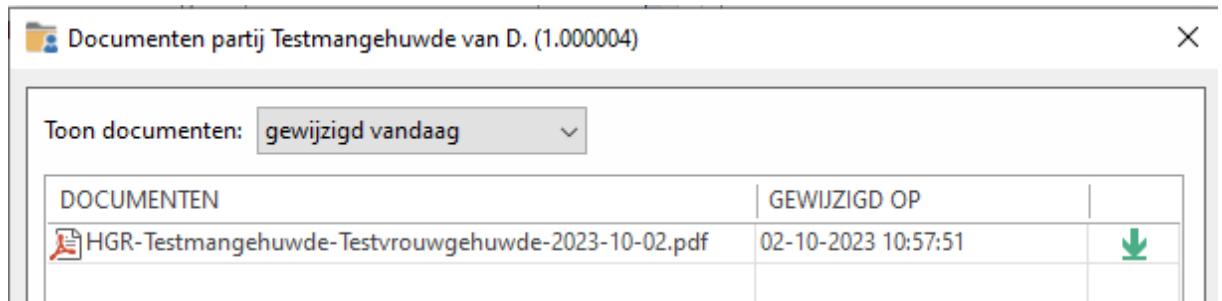 Documenten partij Testmangehuwde van D. (1.000004)
Toon documenten: gewijzigd vandaag
DOCUMENTEN GEWIJZIGD OP
HGR-Testmangehuwde-Testvrouwgehuwde-2023-10-02.pdf 02-10-2023 10:57:51